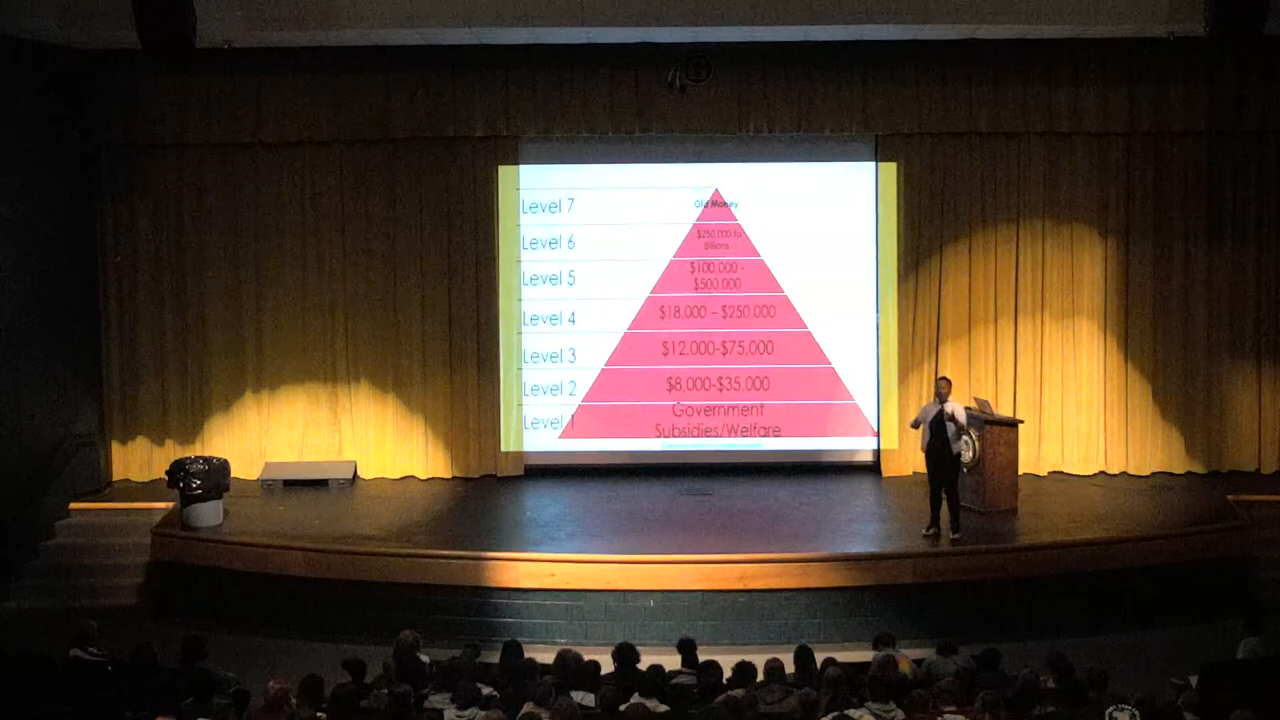 Level 7
Old Money
Level 6
$250,000 to
Billions
Level 5
$100,000 -
$500,000
Level 4
$18,000 – $250,000
Level 3
$12,000-$75,000
Level 2
$8,000-$35,000
Level 1
Government
Subsidies/Welfare